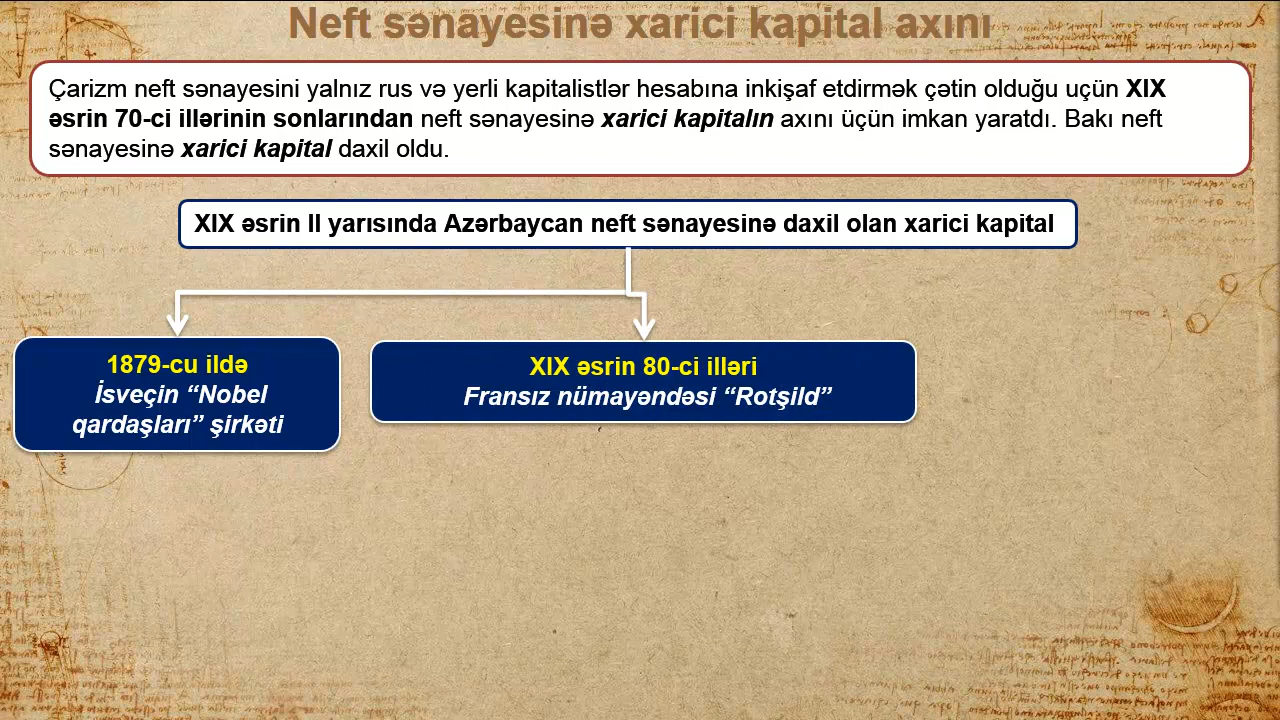 Neft sənayesinə xarici kapital axını
Çarizm neft sənayesini yalnız rus və yerli kapitalistlər hesabına inkişaf etdirmək çətin olduğu uçün XIX
əsrin 70-ci illərinin sonlarından neft sənayesinə xarici kapitalın axını üçün imkan yaratdı. Bakı neft
sənayesinə xarici kapital daxil oldu.
XIX əsrin II yarısında Azərbaycan neft sənayesinə daxil olan xarici kapital
1879-cu ildə
İsveçin “Nobel
qardaşları” şirkəti
XIX əsrin 80-ci illəri
Fransız nümayəndəsi “Rotşild”